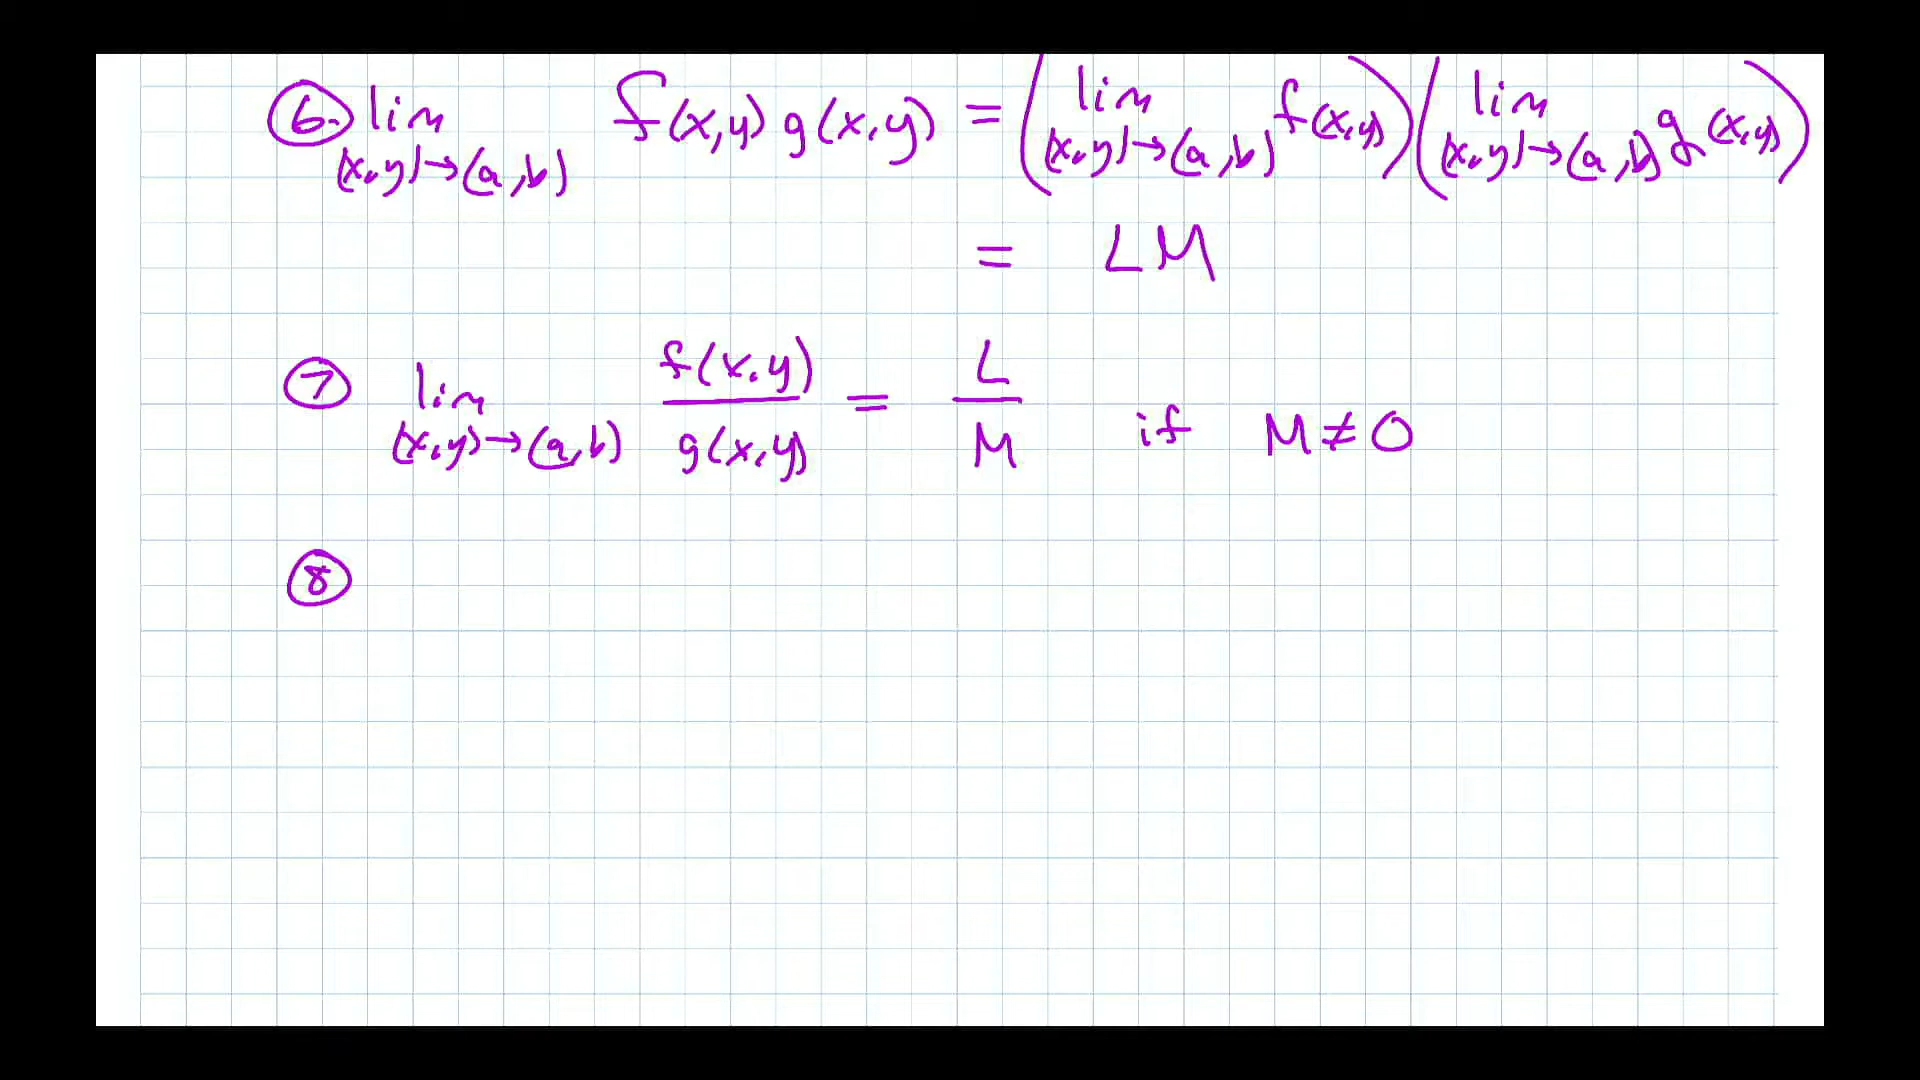 ⑥ lim (x,y)→(a,b) f(x,y) g(x,y) = (lim (x,y)→(a,b) f(x,y)) (lim (x,y)→(a,b) g(x,y))
= LM
⑦ lim (x,y)→(a,b) f(x,y)/g(x,y) = L/M if M≠0
⑧